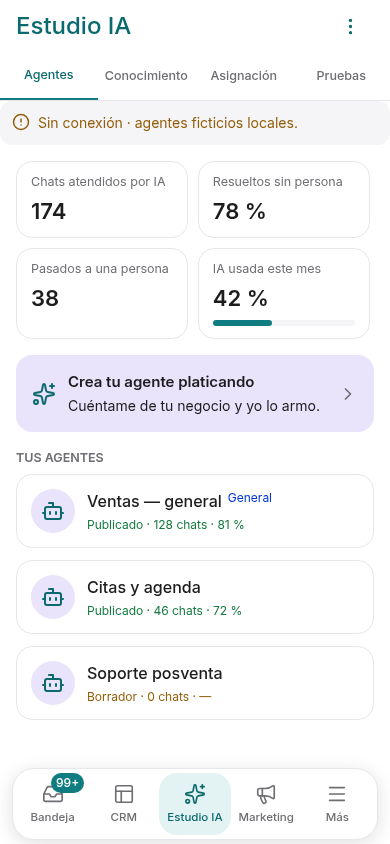 Estudio IA
Agentes
Conocimiento
Asignación
Pruebas
Sin conexión · agentes ficticios locales.
Chats atendidos por IA
174
Resueltos sin persona
78 %
Pasados a una persona
38
IA usada este mes
42 %
Crea tu agente platicando
Cuéntame de tu negocio y yo lo armo.
TUS AGENTES
Ventas — general General
Publicado · 128 chats · 81 %
Citas y agenda
Publicado · 46 chats · 72 %
Soporte posventa
Borrador · 0 chats · —
99+
Bandeja
CRM
Estudio IA
Marketing
Más